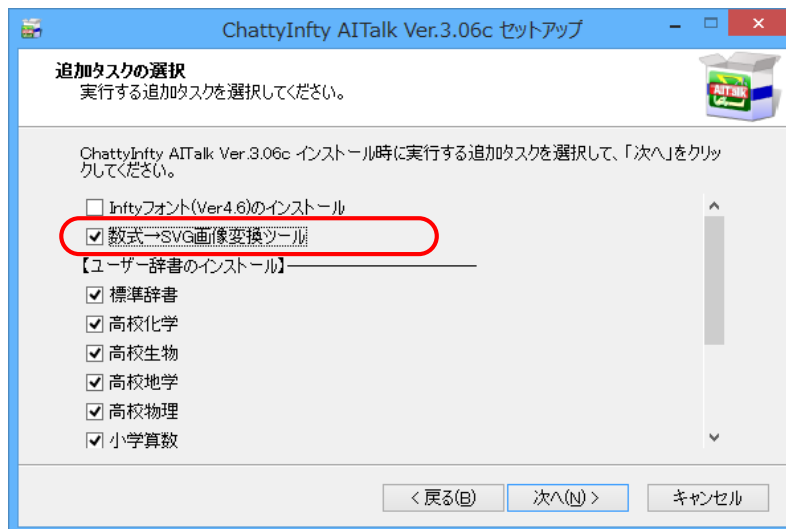 ChattyInfty AITalk Ver.3.06c セットアップ
追加タスクの選択
実行する追加タスクを選択してください。
AITalk
ChattyInfty AITalk Ver.3.06c インストール時に実行する追加タスクを選択して、「次へ」をクリッ
クしてください。
Inftyフォント(Ver4.6)のインストール
数式→SVG画像変換ツール
【ユーザー辞書のインストール】
標準辞書
高校化学
高校生物
高校地学
高校物理
小学算数
< 戻る(B)
次へ(N) >
キャンセル